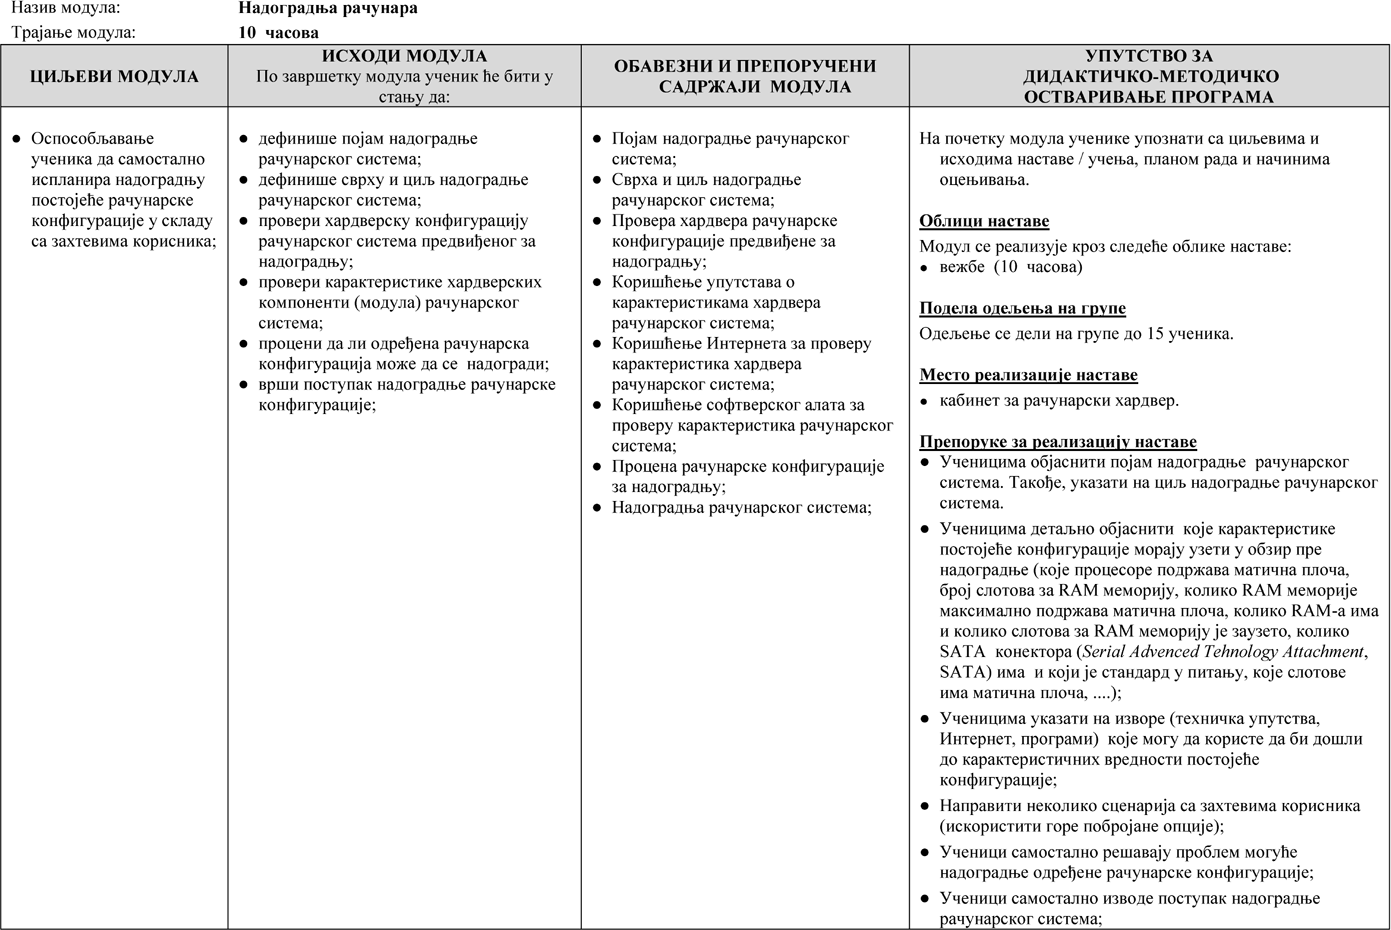 Назив модула: Надоградња рачунара
Трајање модула: 10 часова
ЦИЉЕВИ МОДУЛА
ИСХОДИ МОДУЛА
По завршетку модула ученик ће бити у
стању да:
ОБАВЕЗНИ И ПРЕПОРУЧЕНИ
САДРЖАЈИ МОДУЛА
УПУТСТВО ЗА
ДИДАКТИЧКО-МЕТОДИЧКО
ОСТВАРИВАЊЕ ПРОГРАМА
● Оспособљавање
ученика да самостално
испланира надоградњу
постојеће рачунарске
конфигурације у складу
са захтевима корисника;
● дефинише појам надоградње
рачунарског система;
● дефинише сврху и циљ надоградње
рачунарског система;
● провери хардверску конфигурацију
рачунарског система предвиђеног за
надоградњу;
● провери карактеристике хардверских
компоненти (модула) рачунарског
система;
● процени да ли одређена рачунарска
конфигурација може да се надогради;
● врши поступак надоградње рачунарске
конфигурације;
● Појам надоградње рачунарског
система;
● Сврха и циљ надоградње
рачунарског система;
● Провера хардвера рачунарске
конфигурације предвиђене за
надоградњу;
● Коришћење упутстава о
карактеристикама хардвера
рачунарског система;
● Коришћење Интернета за проверу
карактеристика хардвера
рачунарског система;
● Коришћење софтверског алата за
проверу карактеристика рачунарског
система;
● Процена рачунарске конфигурације
за надоградњу;
● Надоградња рачунарског система;
На почетку модула ученике упознати са циљевима и
исходима наставе / учења, планом рада и начинима
оцењивања.
Облици наставе
Модул се реализује кроз следеће облике наставе:
● вежбе (10 часова)
Подела одељења на групе
Одељење се дели на групе до 15 ученика.
Место реализације наставе
● кабинет за рачунарски хардвер.
Препоруке за реализацију наставе
● Ученицима објаснити појам надоградње рачунарског
система. Такође, указати на циљ надоградње рачунарског
система.
● Ученицима детаљно објаснити које карактеристике
постојеће конфигурације морају узети у обзир пре
надоградње (које процесоре подржава матична плоча,
број слотова за RAM меморију, колико RAM меморије
максимално подржава матична плоча, колико RAM-а има
и колико слотова за RAM меморију је заузето, колико
SATA конектора (Serial Advenced Tehnology Attachment,
SATA) има и који је стандард у питању, које слотове
има матична плоча, ....);
● Ученицима указати на изворе (техничка упутства,
Интернет, програми) које могу да користе да би дошли
до карактеристичних вредности постојеће
конфигурације;
● Направити неколико сценарија са захтевима корисника
(искористити горе побројане опције);
● Ученици самостално решавају проблем могуће
надоградње одређене рачунарске конфигурације;
● Ученици самостално изводе поступак надоградње
рачунарског система;